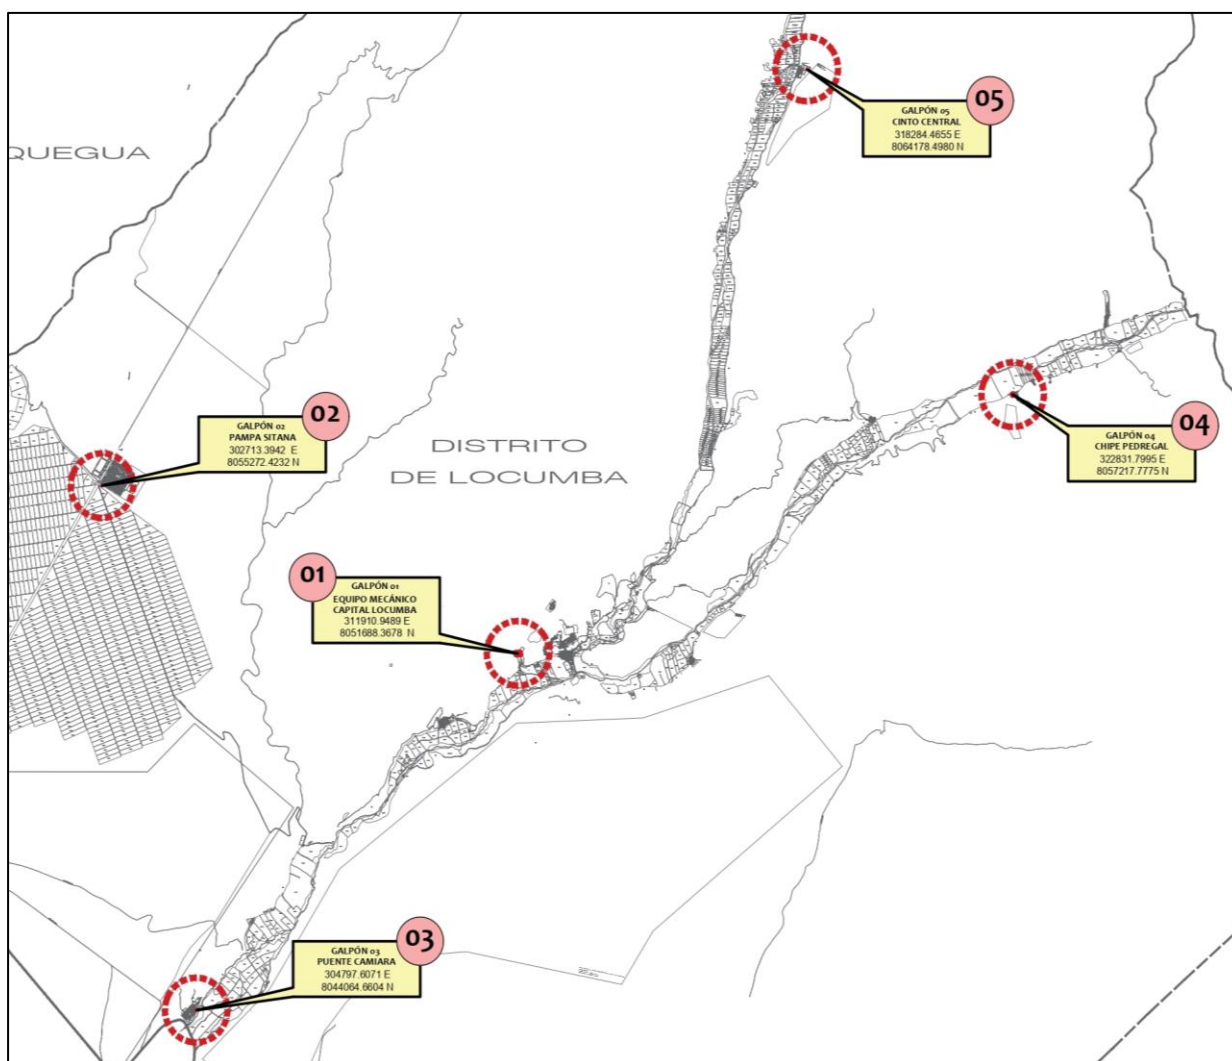 05
GALPÓN 05
CINTO CENTRAL
318284.4655 E
8064178.4980 N
QUEGUA
02
GALPÓN 02
PAMPA SITANA
302713.3942 E
8055272.4232 N
DISTRITO
DE LOCUMBA
04
GALPÓN 04
CHIPE PEDREGAL
322831.7995 E
8057217.7775 N
01
GALPÓN 01
EQUIPO MECÁNICO
CAPITAL LOCUMBA
311910.9489 E
8051688.3678 N
03
GALPÓN 03
PUENTE CAMIARA
304797.6071 E
8044064.6604 N